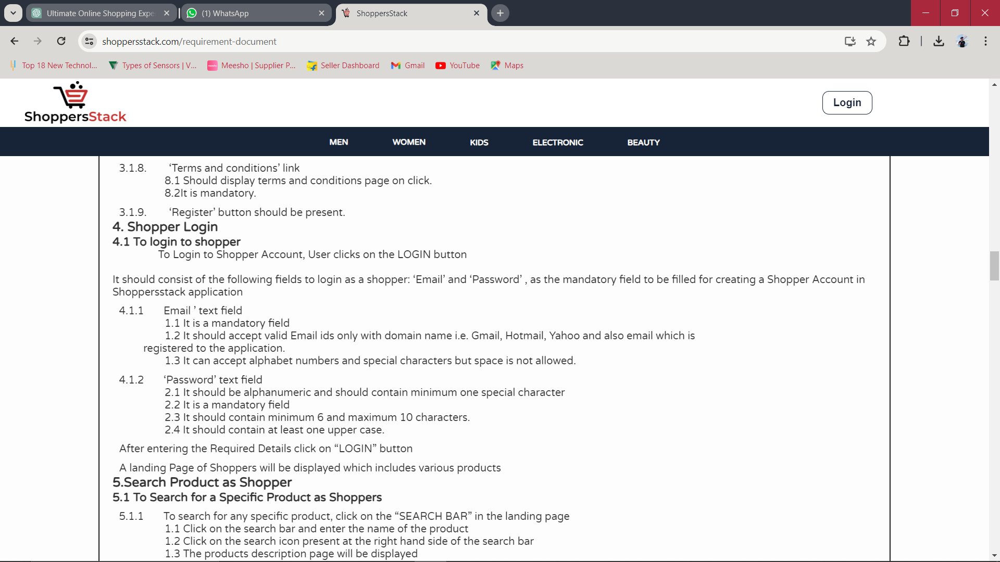 Ultimate Online Shopping Expe
(1) WhatsApp
ShoppersStack
shoppersstack.com/requirement-document
Top 18 New Technol...
Types of Sensors | V...
Meesho | Supplier P...
Seller Dashboard
Gmail
YouTube
Maps
ShoppersStack
Login
MEN
WOMEN
KIDS
ELECTRONIC
BEAUTY
3.1.8. ‘Terms and conditions’ link
8.1 Should display terms and conditions page on click.
8.2It is mandatory.
3.1.9. ‘Register’ button should be present.
4. Shopper Login
4.1 To login to shopper
To Login to Shopper Account, User clicks on the LOGIN button
It should consist of the following fields to login as a shopper: ‘Email’ and ‘Password’ , as the mandatory field to be filled for creating a Shopper Account in
Shoppersstack application
4.1.1 Email ’ text field
1.1 It is a mandatory field
1.2 It should accept valid Email ids only with domain name i.e. Gmail, Hotmail, Yahoo and also email which is
registered to the application.
1.3 It can accept alphabet numbers and special characters but space is not allowed.
4.1.2 ‘Password’ text field
2.1 It should be alphanumeric and should contain minimum one special character
2.2 It is a mandatory field
2.3 It should contain minimum 6 and maximum 10 characters.
2.4 It should contain at least one upper case.
After entering the Required Details click on “LOGIN” button
A landing Page of Shoppers will be displayed which includes various products
5.Search Product as Shopper
5.1 To Search for a Specific Product as Shoppers
5.1.1 To search for any specific product, click on the “SEARCH BAR” in the landing page
1.1 Click on the search bar and enter the name of the product
1.2 Click on the search icon present at the right hand side of the search bar
1.3 The products description page will be displayed